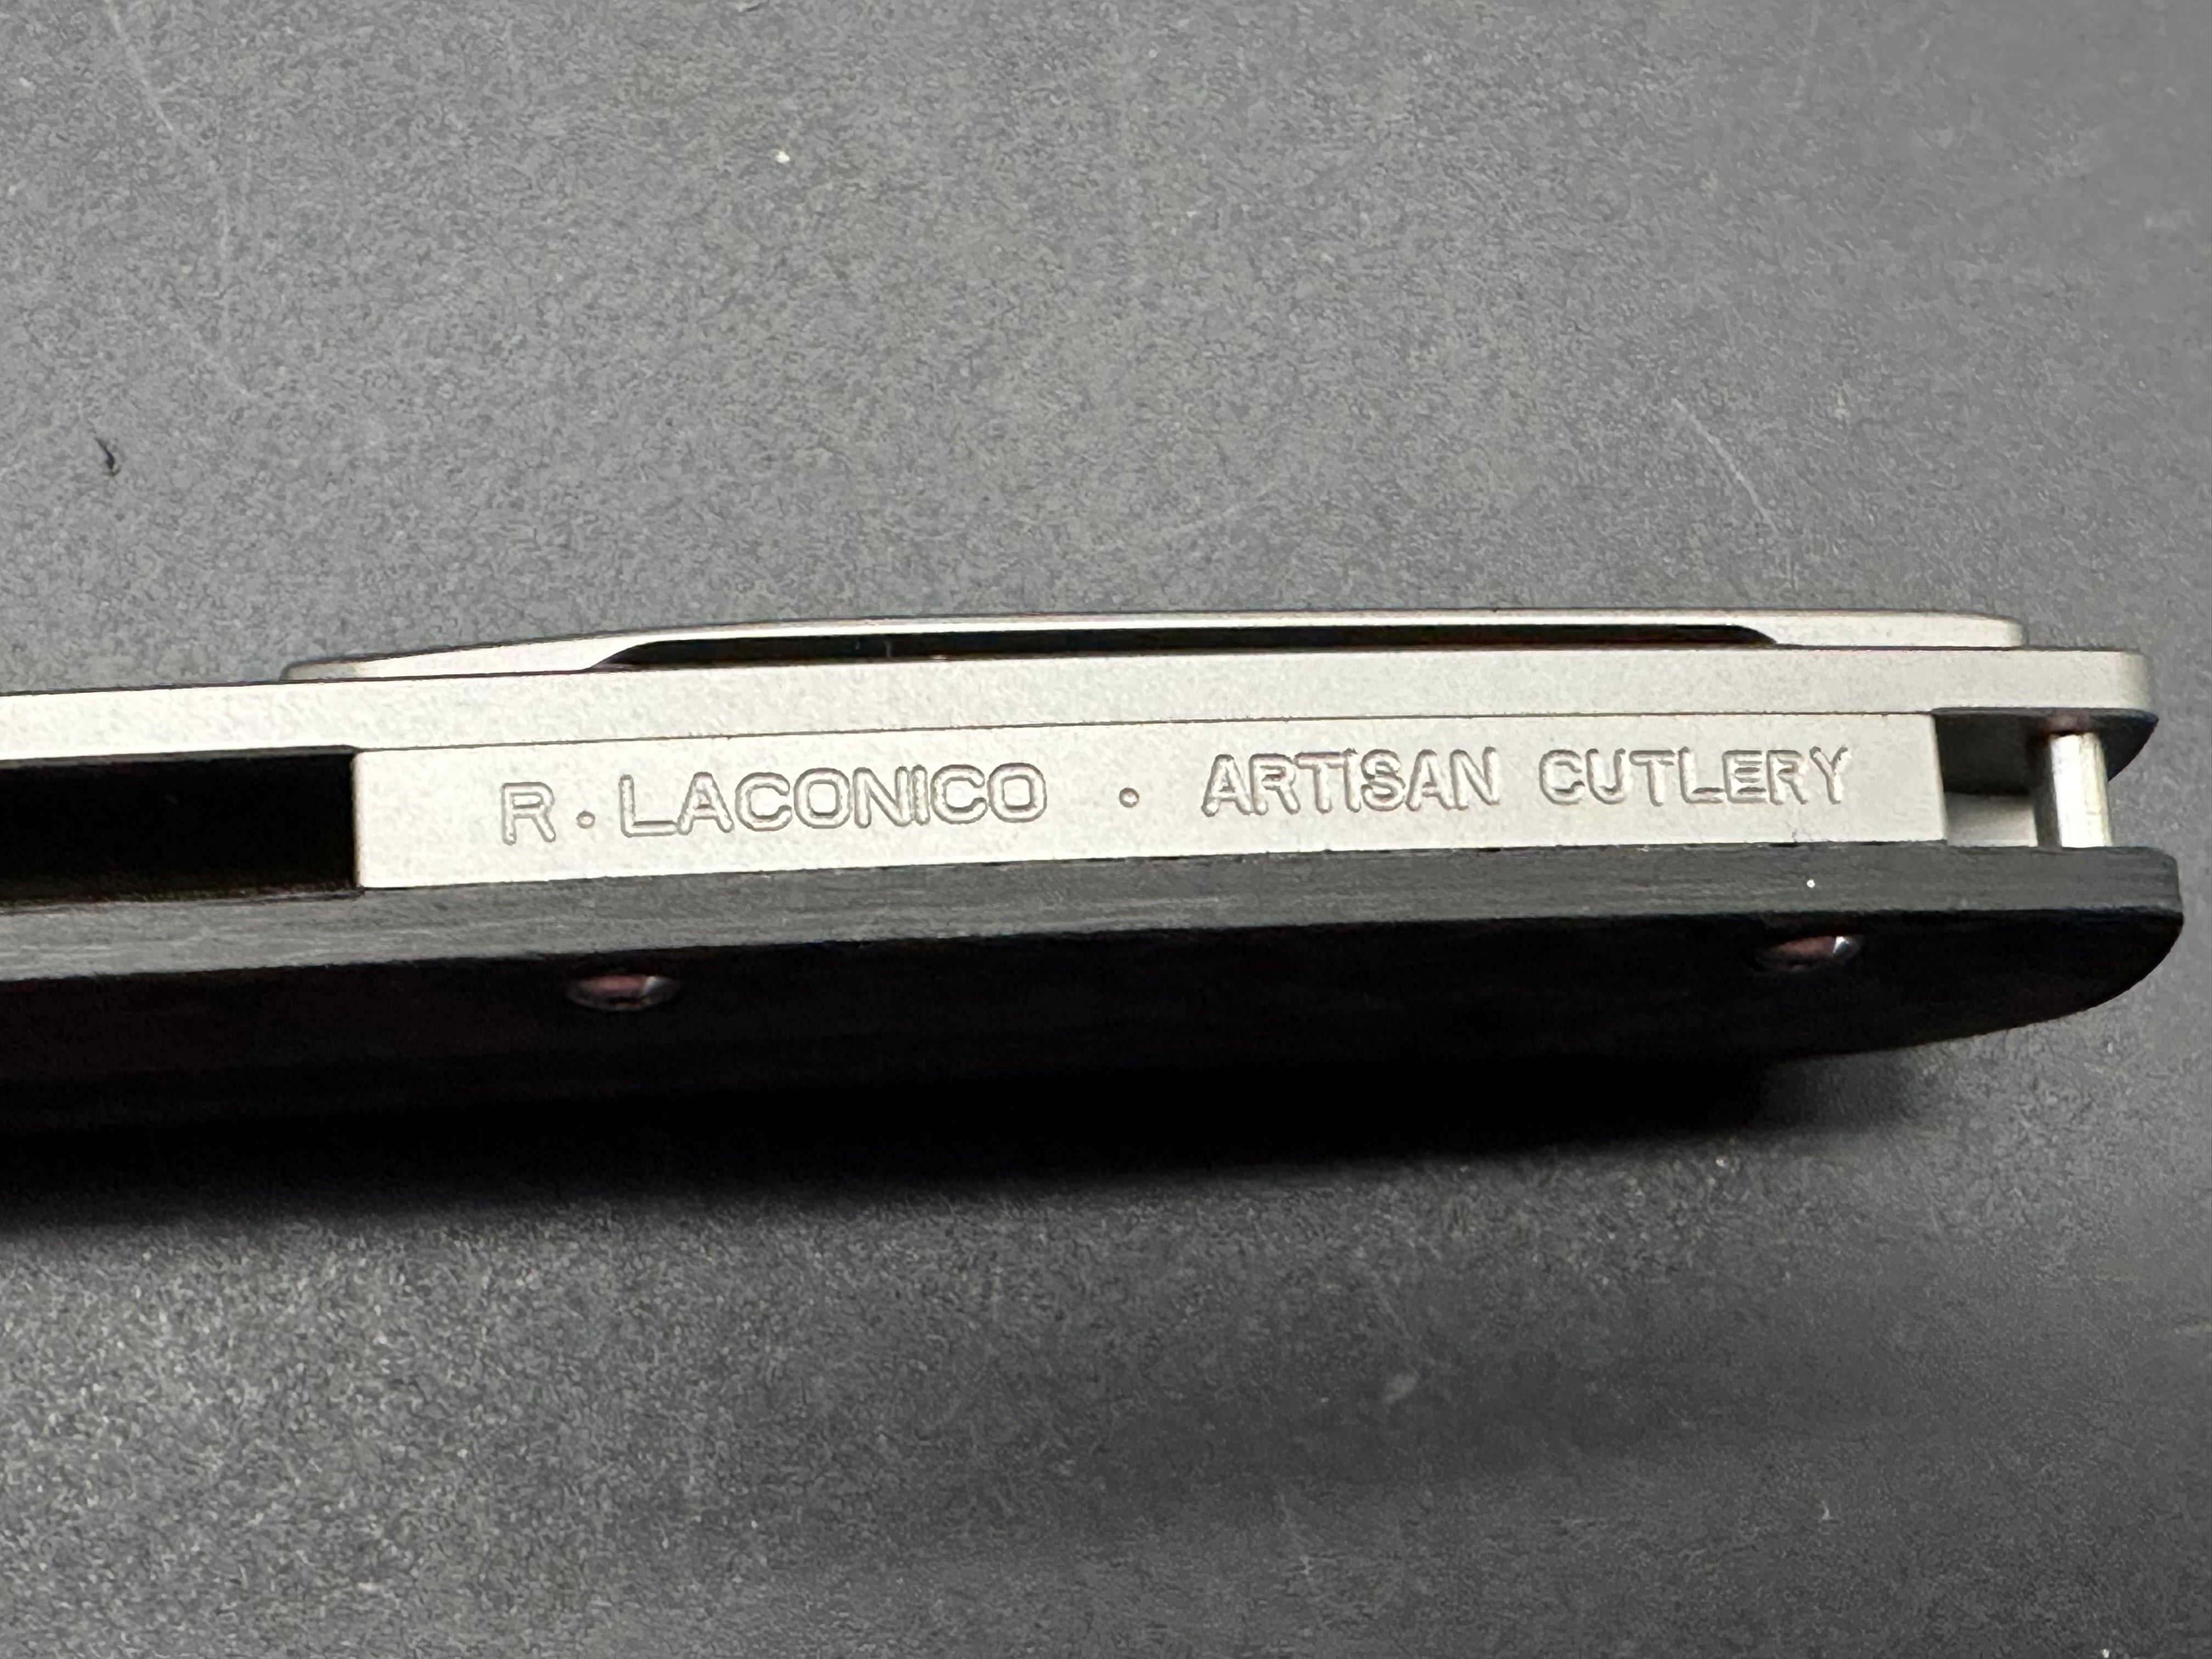 R. LACONICO • ARTISAN CUTLERY